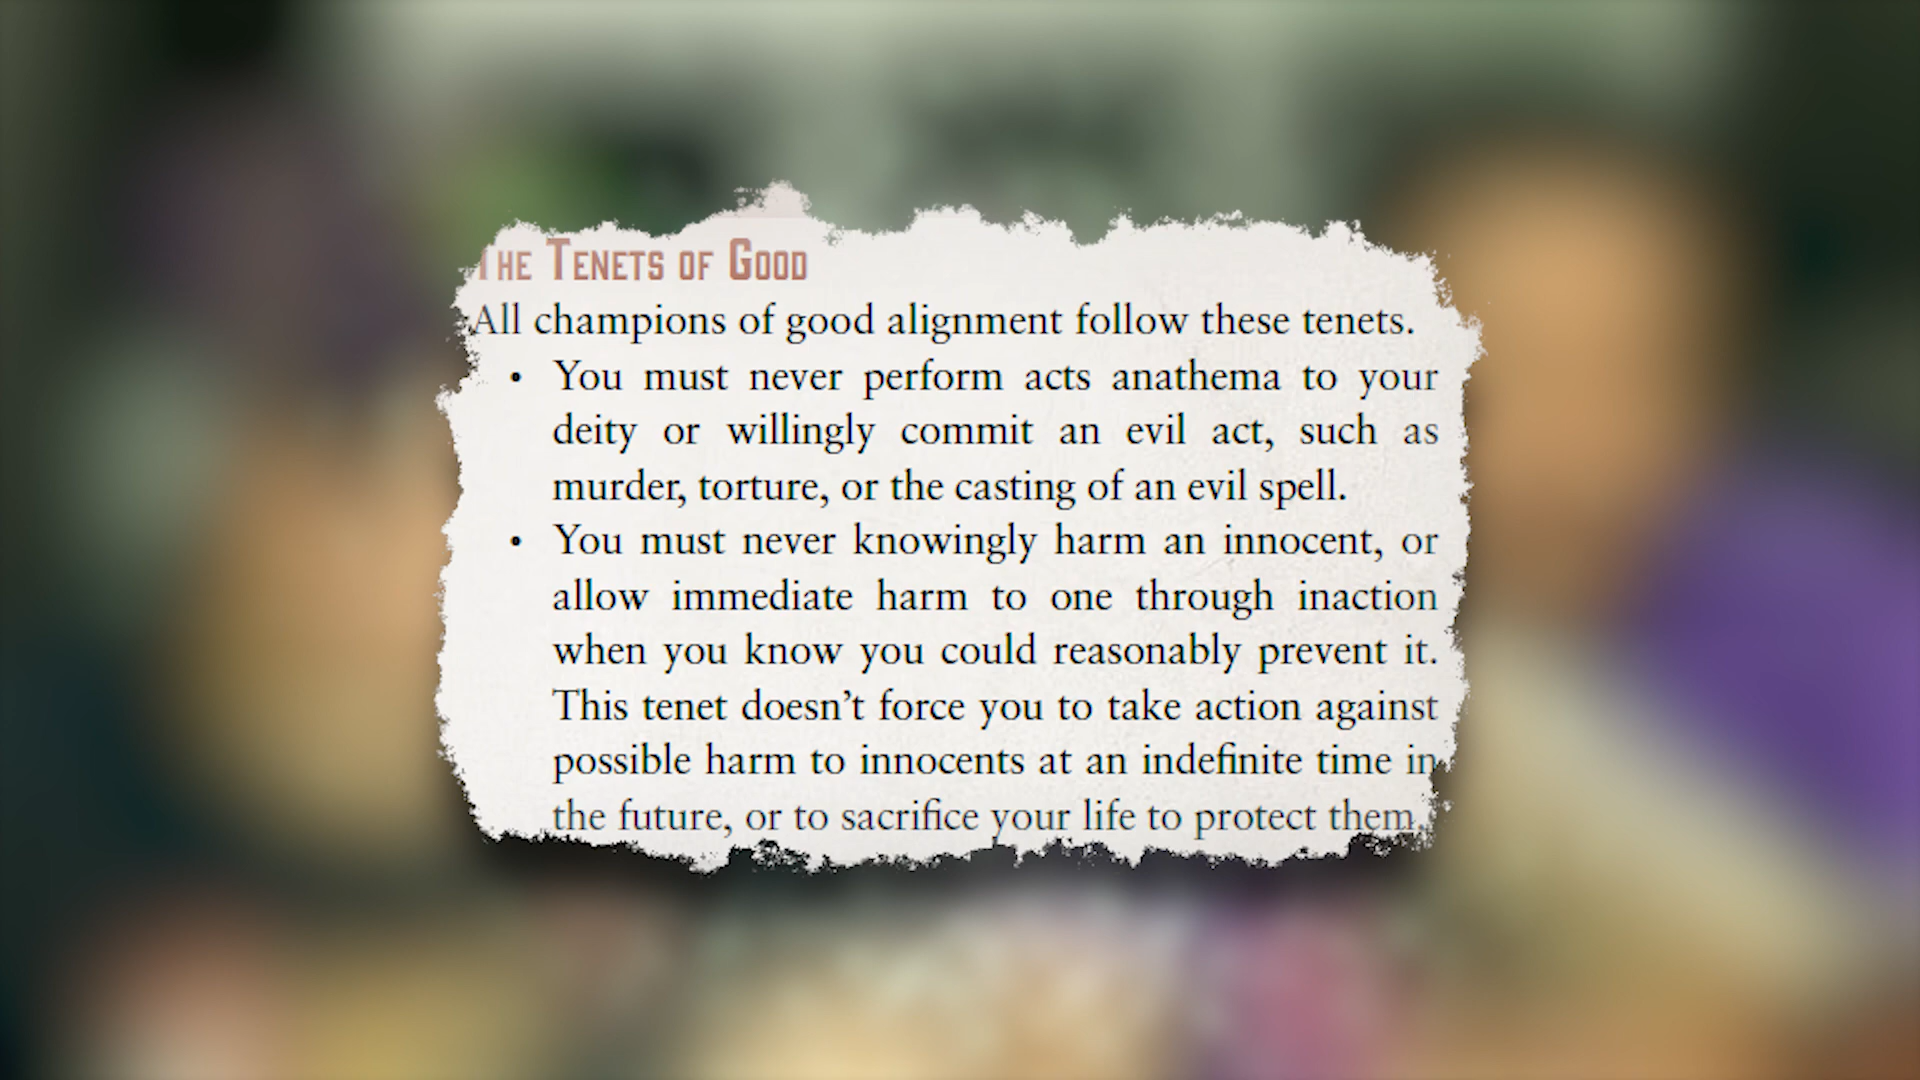 The Tenets of Good
All champions of good alignment follow these tenets.
• You must never perform acts anathema to your
deity or willingly commit an evil act, such as
murder, torture, or the casting of an evil spell.
• You must never knowingly harm an innocent, or
allow immediate harm to one through inaction
when you know you could reasonably prevent it.
This tenet doesn’t force you to take action against
possible harm to innocents at an indefinite time in
the future, or to sacrifice your life to protect them